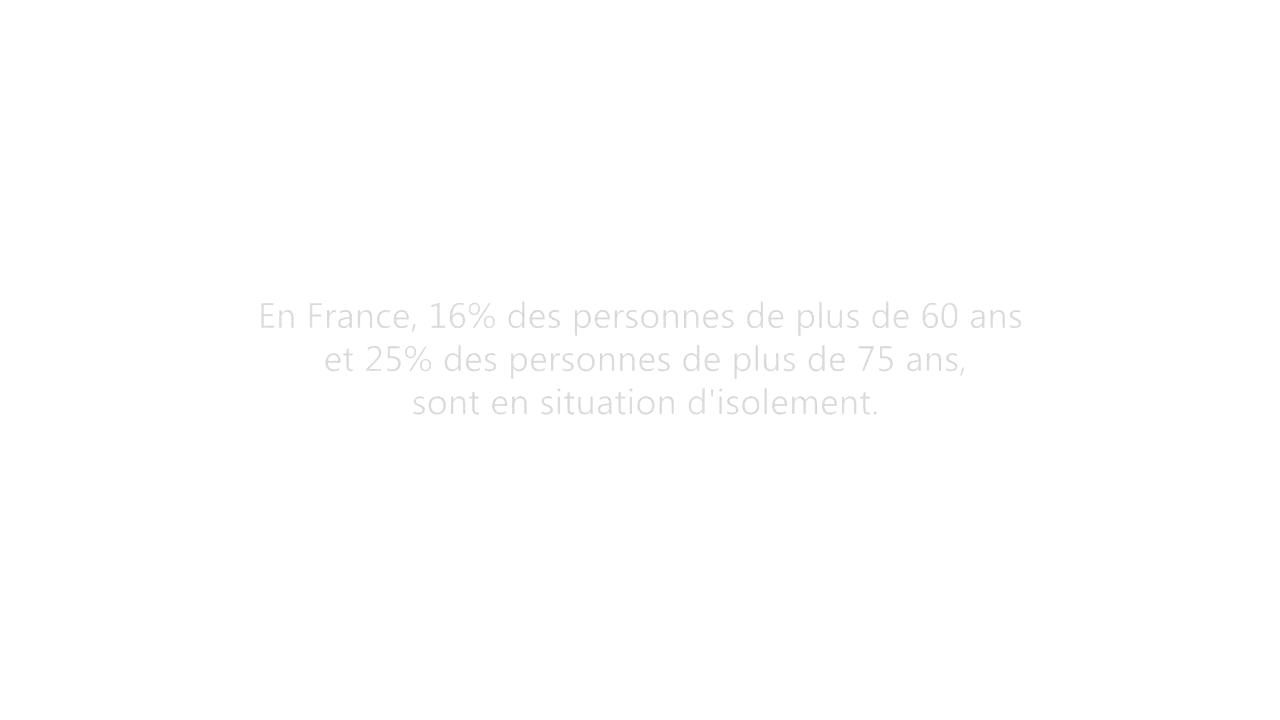 En France, 16% des personnes de plus de 60 ans
et 25% des personnes de plus de 75 ans,
sont en situation d'isolement.